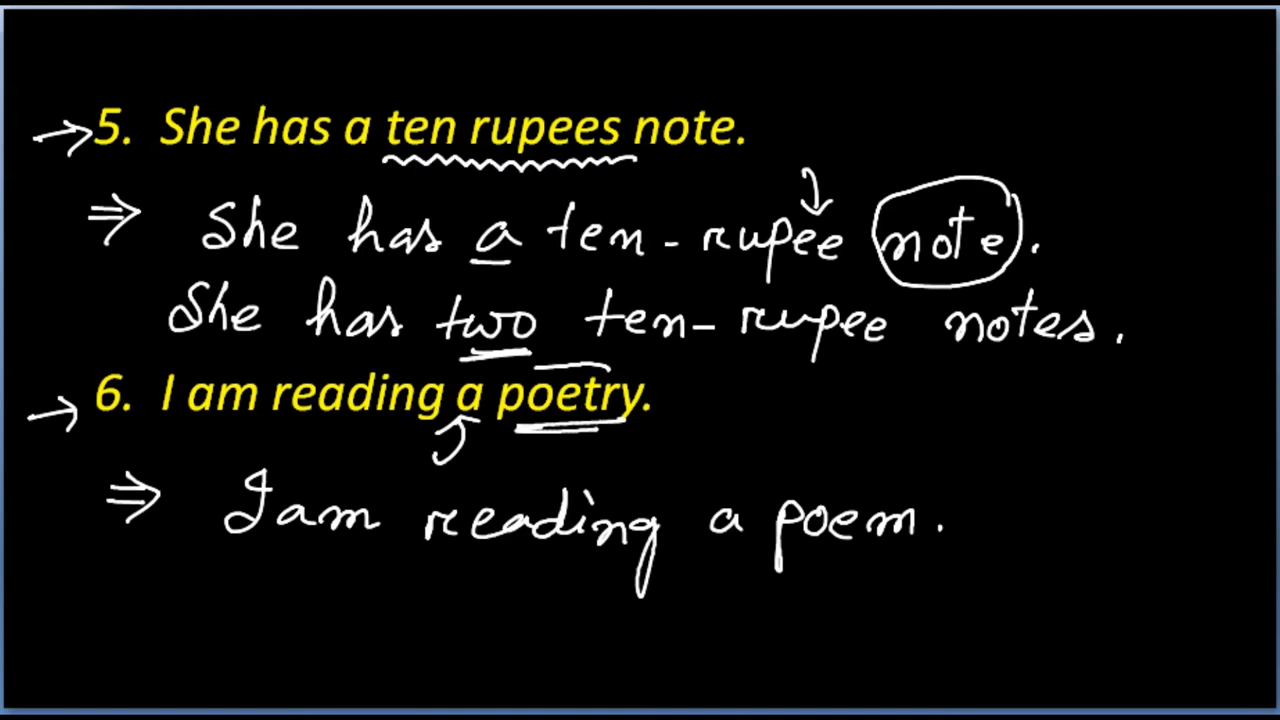 5. She has a ten rupees note.
⇒ She has a ten-rupee note.
She has two ten-rupee notes.
6. I am reading a poetry.
⇒ I am reading a poem.